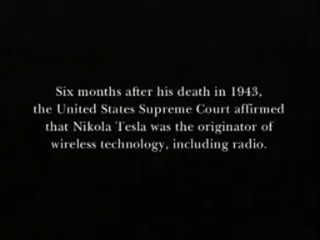 Six months after his death in 1943,
the United States Supreme Court affirmed
that Nikola Tesla was the originator of
wireless technology, including radio.